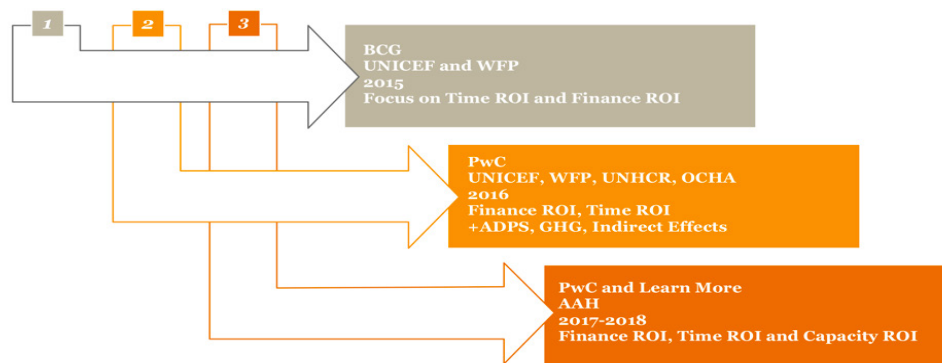 1
2
3
BCG
UNICEF and WFP
2015
Focus on Time ROI and Finance ROI
PwC
UNICEF, WFP, UNHCR, OCHA
2016
Finance ROI, Time ROI
+ADPS, GHG, Indirect Effects
PwC and Learn More
AAH
2017-2018
Finance ROI, Time ROI and Capacity ROI